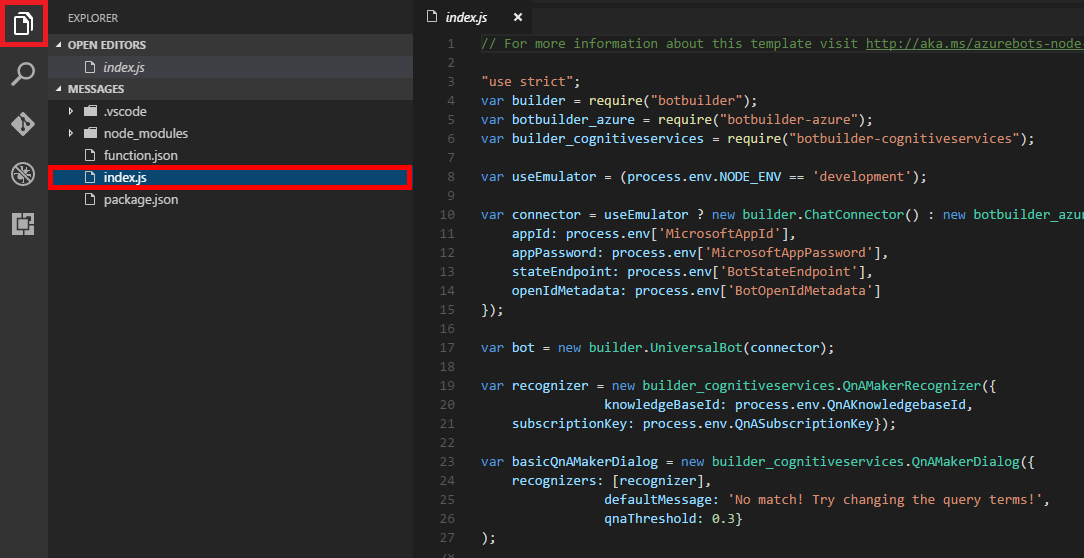 EXPLORER
OPEN EDITORS
index.js
MESSAGES
.vscode
node_modules
function.json
index.js
package.json
index.js ×
1 // For more information about this template visit http://aka.ms/azurebots-node
2
3 "use strict";
4 var builder = require("botbuilder");
5 var botbuilder_azure = require("botbuilder-azure");
6 var builder_cognitiveservices = require("botbuilder-cognitiveservices");
7
8 var useEmulator = (process.env.NODE_ENV == 'development');
9
10 var connector = useEmulator ? new builder.ChatConnector() : new botbuilder_azu
11     appId: process.env['MicrosoftAppId'],
12     appPassword: process.env['MicrosoftAppPassword'],
13     stateEndpoint: process.env['BotStateEndpoint'],
14     openIdMetadata: process.env['BotOpenIdMetadata']
15 });
16
17 var bot = new builder.UniversalBot(connector);
18
19 var recognizer = new builder_cognitiveservices.QnAMakerRecognizer({
20                 knowledgeBaseId: process.env.QnAKnowledgebaseId,
21     subscriptionKey: process.env.QnASubscriptionKey});
22
23 var basicQnAMakerDialog = new builder_cognitiveservices.QnAMakerDialog({
24     recognizers: [recognizer],
25                 defaultMessage: 'No match! Try changing the query terms!',
26                 qnaThreshold: 0.3}
27 );
28